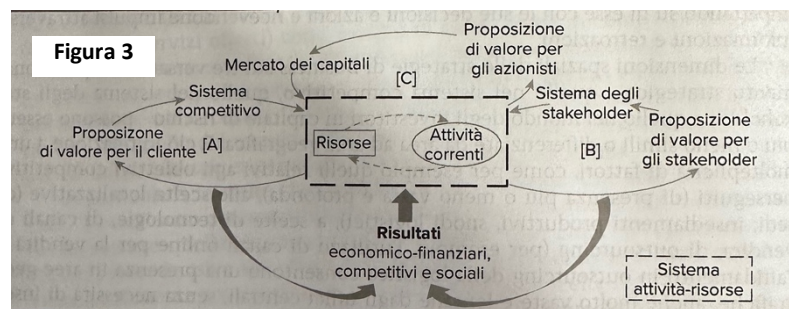 Figura 3
Proposizione
di valore per
gli azionisti
Mercato dei capitali
[C]
Sistema
competitivo
Sistema degli
stakeholder
Proposizone
di valore per il cliente
[A]
Risorse
Attività
correnti
[B]
Proposizione di
valore per
gli stakeholder
Risultati
economico-finanziari,
competitivi e sociali
Sistema
attività-risorse